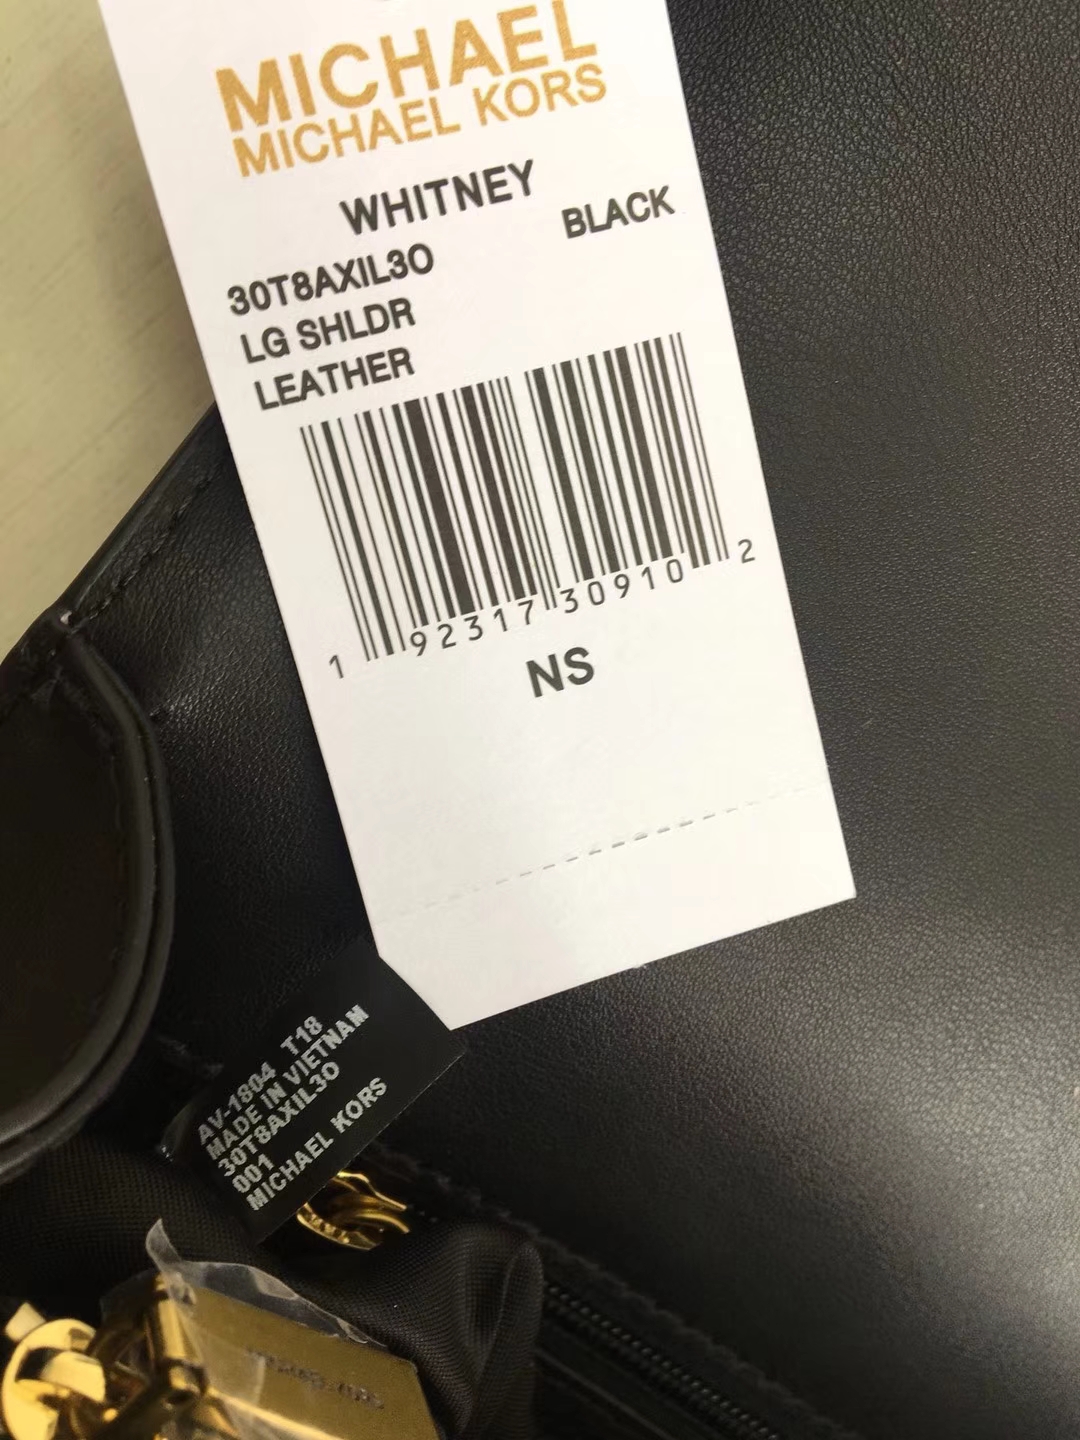 MICHAEL
MICHAEL KORS
WHITNEY
30T8AXIL3O BLACK
LG SHLDR
LEATHER
1 92317 30910 2
NS
AV-1804 T18
MADE IN VIETNAM
30T8AXIL3O
001
MICHAEL KORS